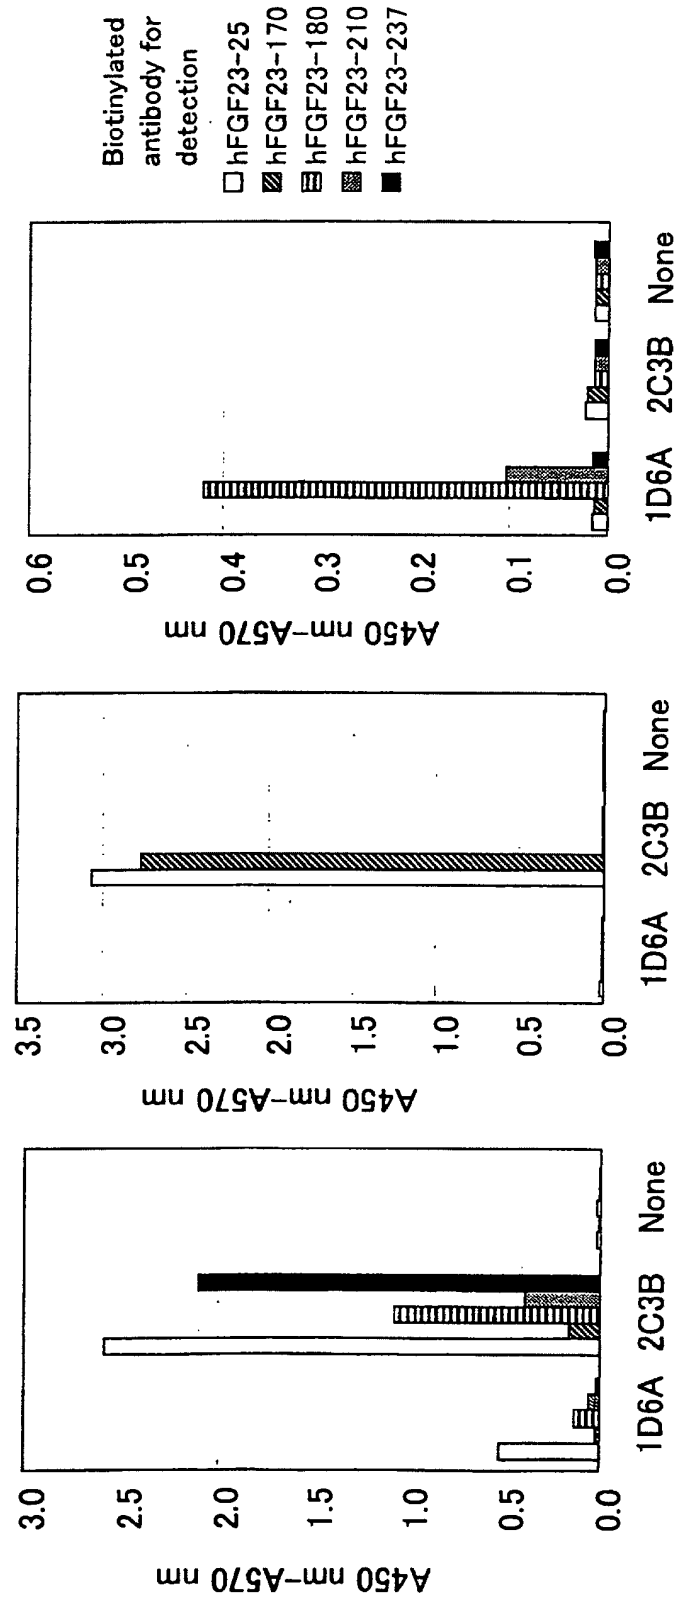 3.0
2.5
2.0
1.5
1.0
0.5
0.0
A450 nm-A570 nm
1D6A 2C3B None
3.5
3.0
2.5
2.0
1.5
1.0
0.5
0.0
A450 nm-A570 nm
1D6A 2C3B None
0.6
0.5
0.4
0.3
0.2
0.1
0.0
A450 nm-A570 nm
1D6A 2C3B None
Biotinylated
antibody for
detection
hFGF23-25
hFGF23-170
hFGF23-180
hFGF23-210
hFGF23-237